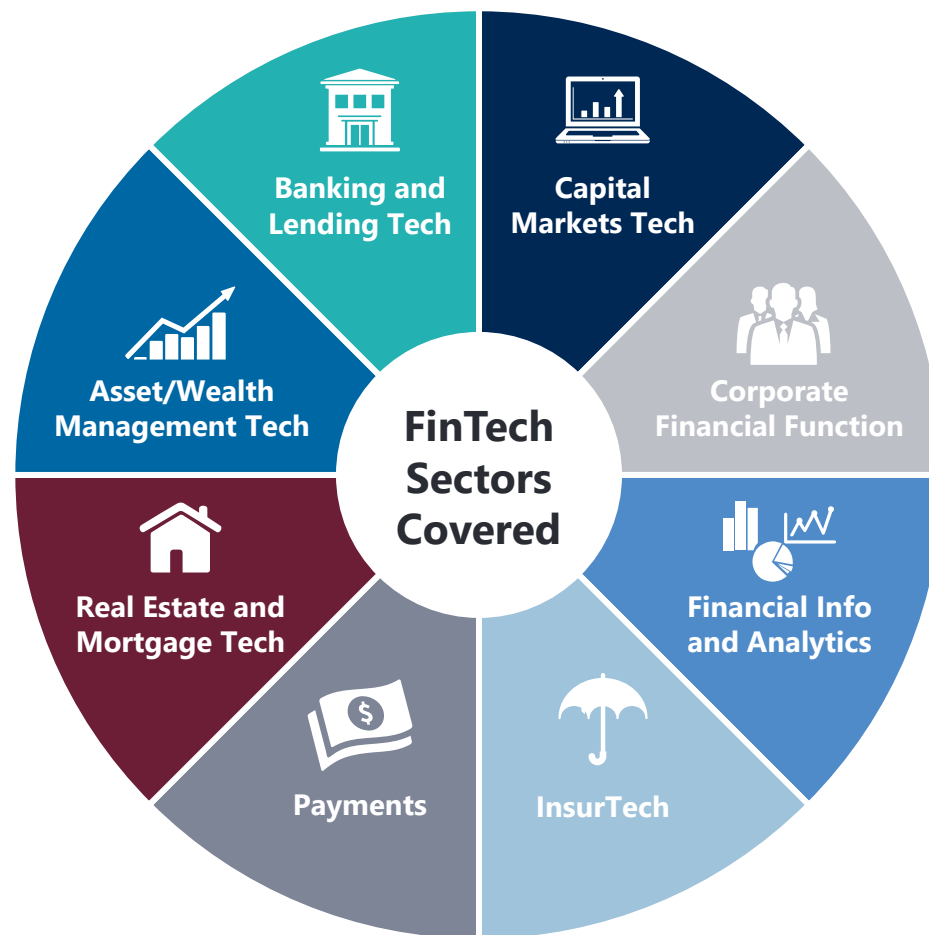 Banking and
Lending Tech
Capital
Markets Tech
Asset/Wealth
Management Tech
Corporate
Financial Function
FinTech
Sectors
Covered
Real Estate and
Mortgage Tech
Financial Info
and Analytics
$
Payments
InsurTech